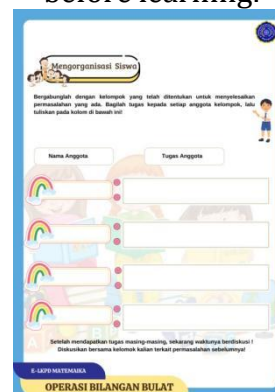 before learning.
Mengorganisasi Siswa
Bergabunglah dengan kelompok yang telah ditentukan untuk menyelesaikan
permasalahan yang ada. Bagilah tugas kepada setiap anggota kelompok, lalu
tuliskan pada kolom di bawah ini!
Nama Anggota
Tugas Anggota
Setelah mendapatkan tugas masing-masing, sekarang waktunya berdiskusi !
Diskusikan bersama kelomok kalian terkait permasalahan sebelumnya!
E-LKPD MATEMAIKA
OPERASI BILANGAN BULAT